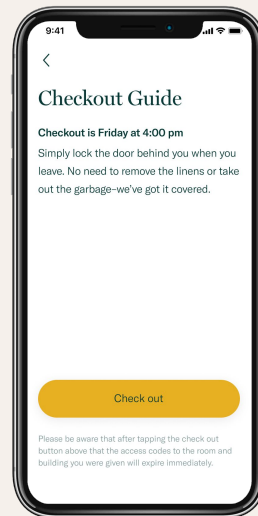 9:41
Checkout Guide
Checkout is Friday at 4:00 pm
Simply lock the door behind you when you
leave. No need to remove the linens or take
out the garbage–we've got it covered.
Check out
Please be aware that after tapping the check out
button above that the access codes to the room and
building you were given will expire immediately.